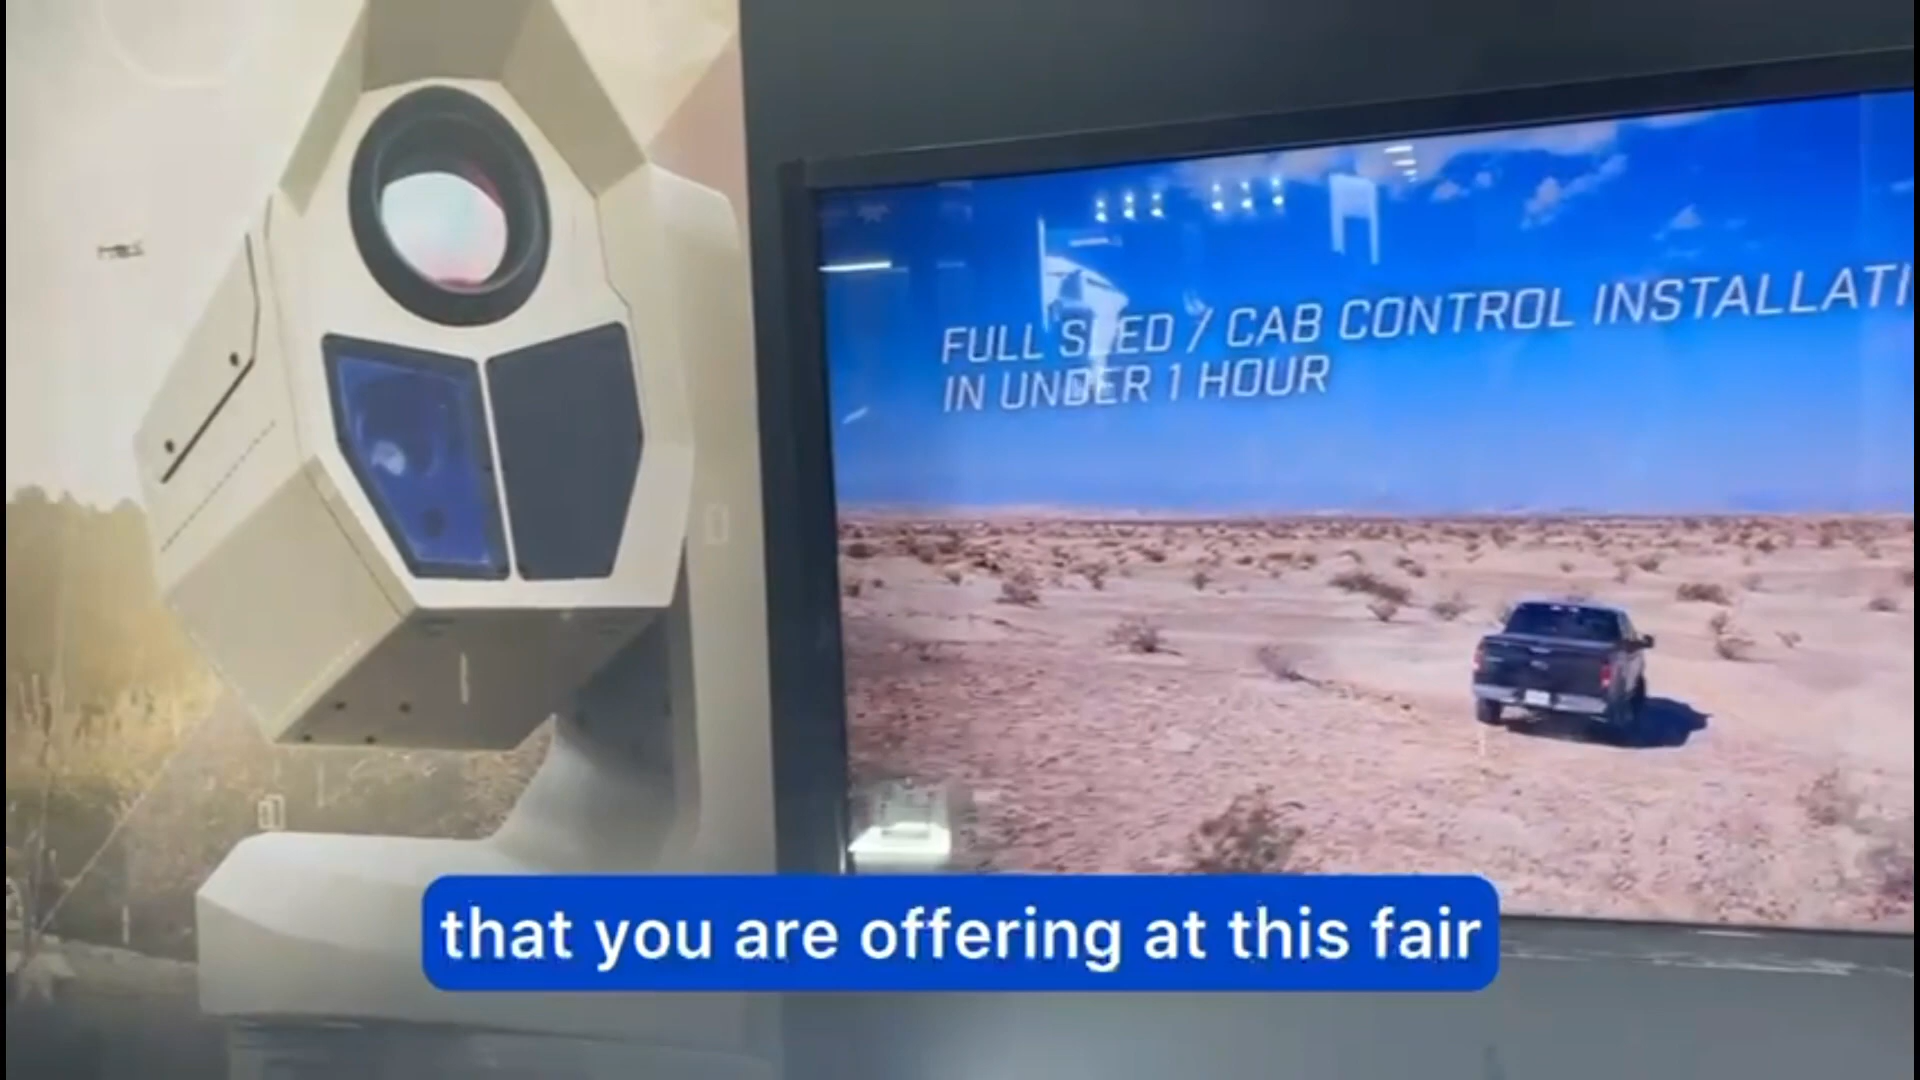 FULL SLED / CAB CONTROL INSTALLATI
IN UNDER 1 HOUR
that you are offering at this fair